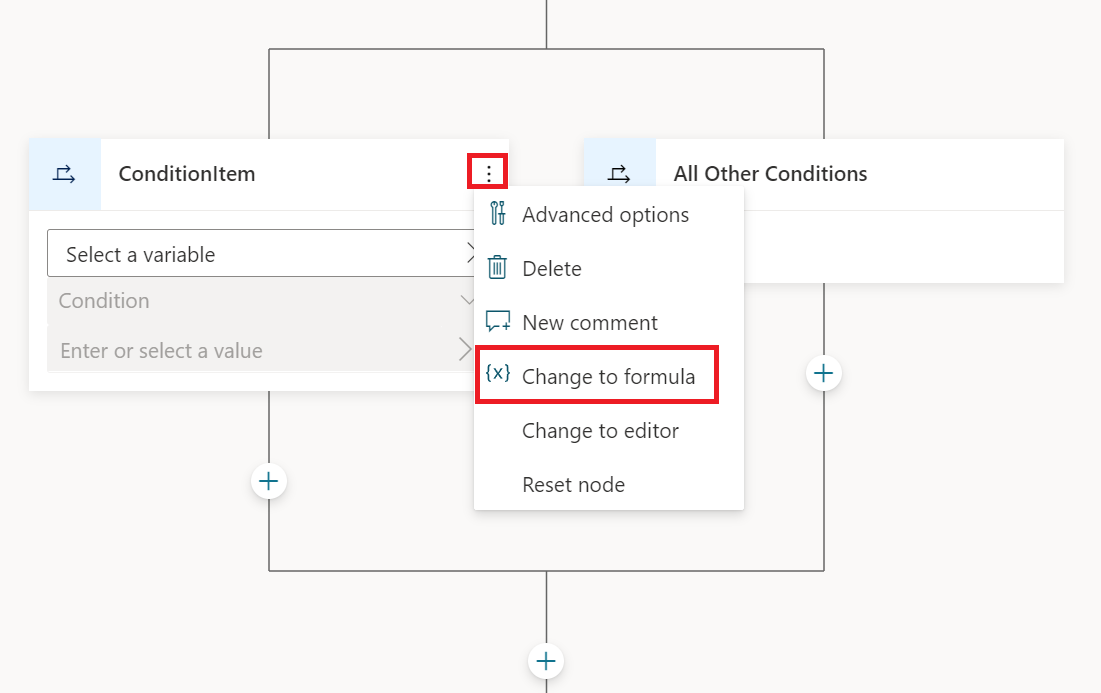 ConditionItem
All Other Conditions
Select a variable
Condition
Enter or select a value
Advanced options
Delete
New comment
{x} Change to formula
Change to editor
Reset node